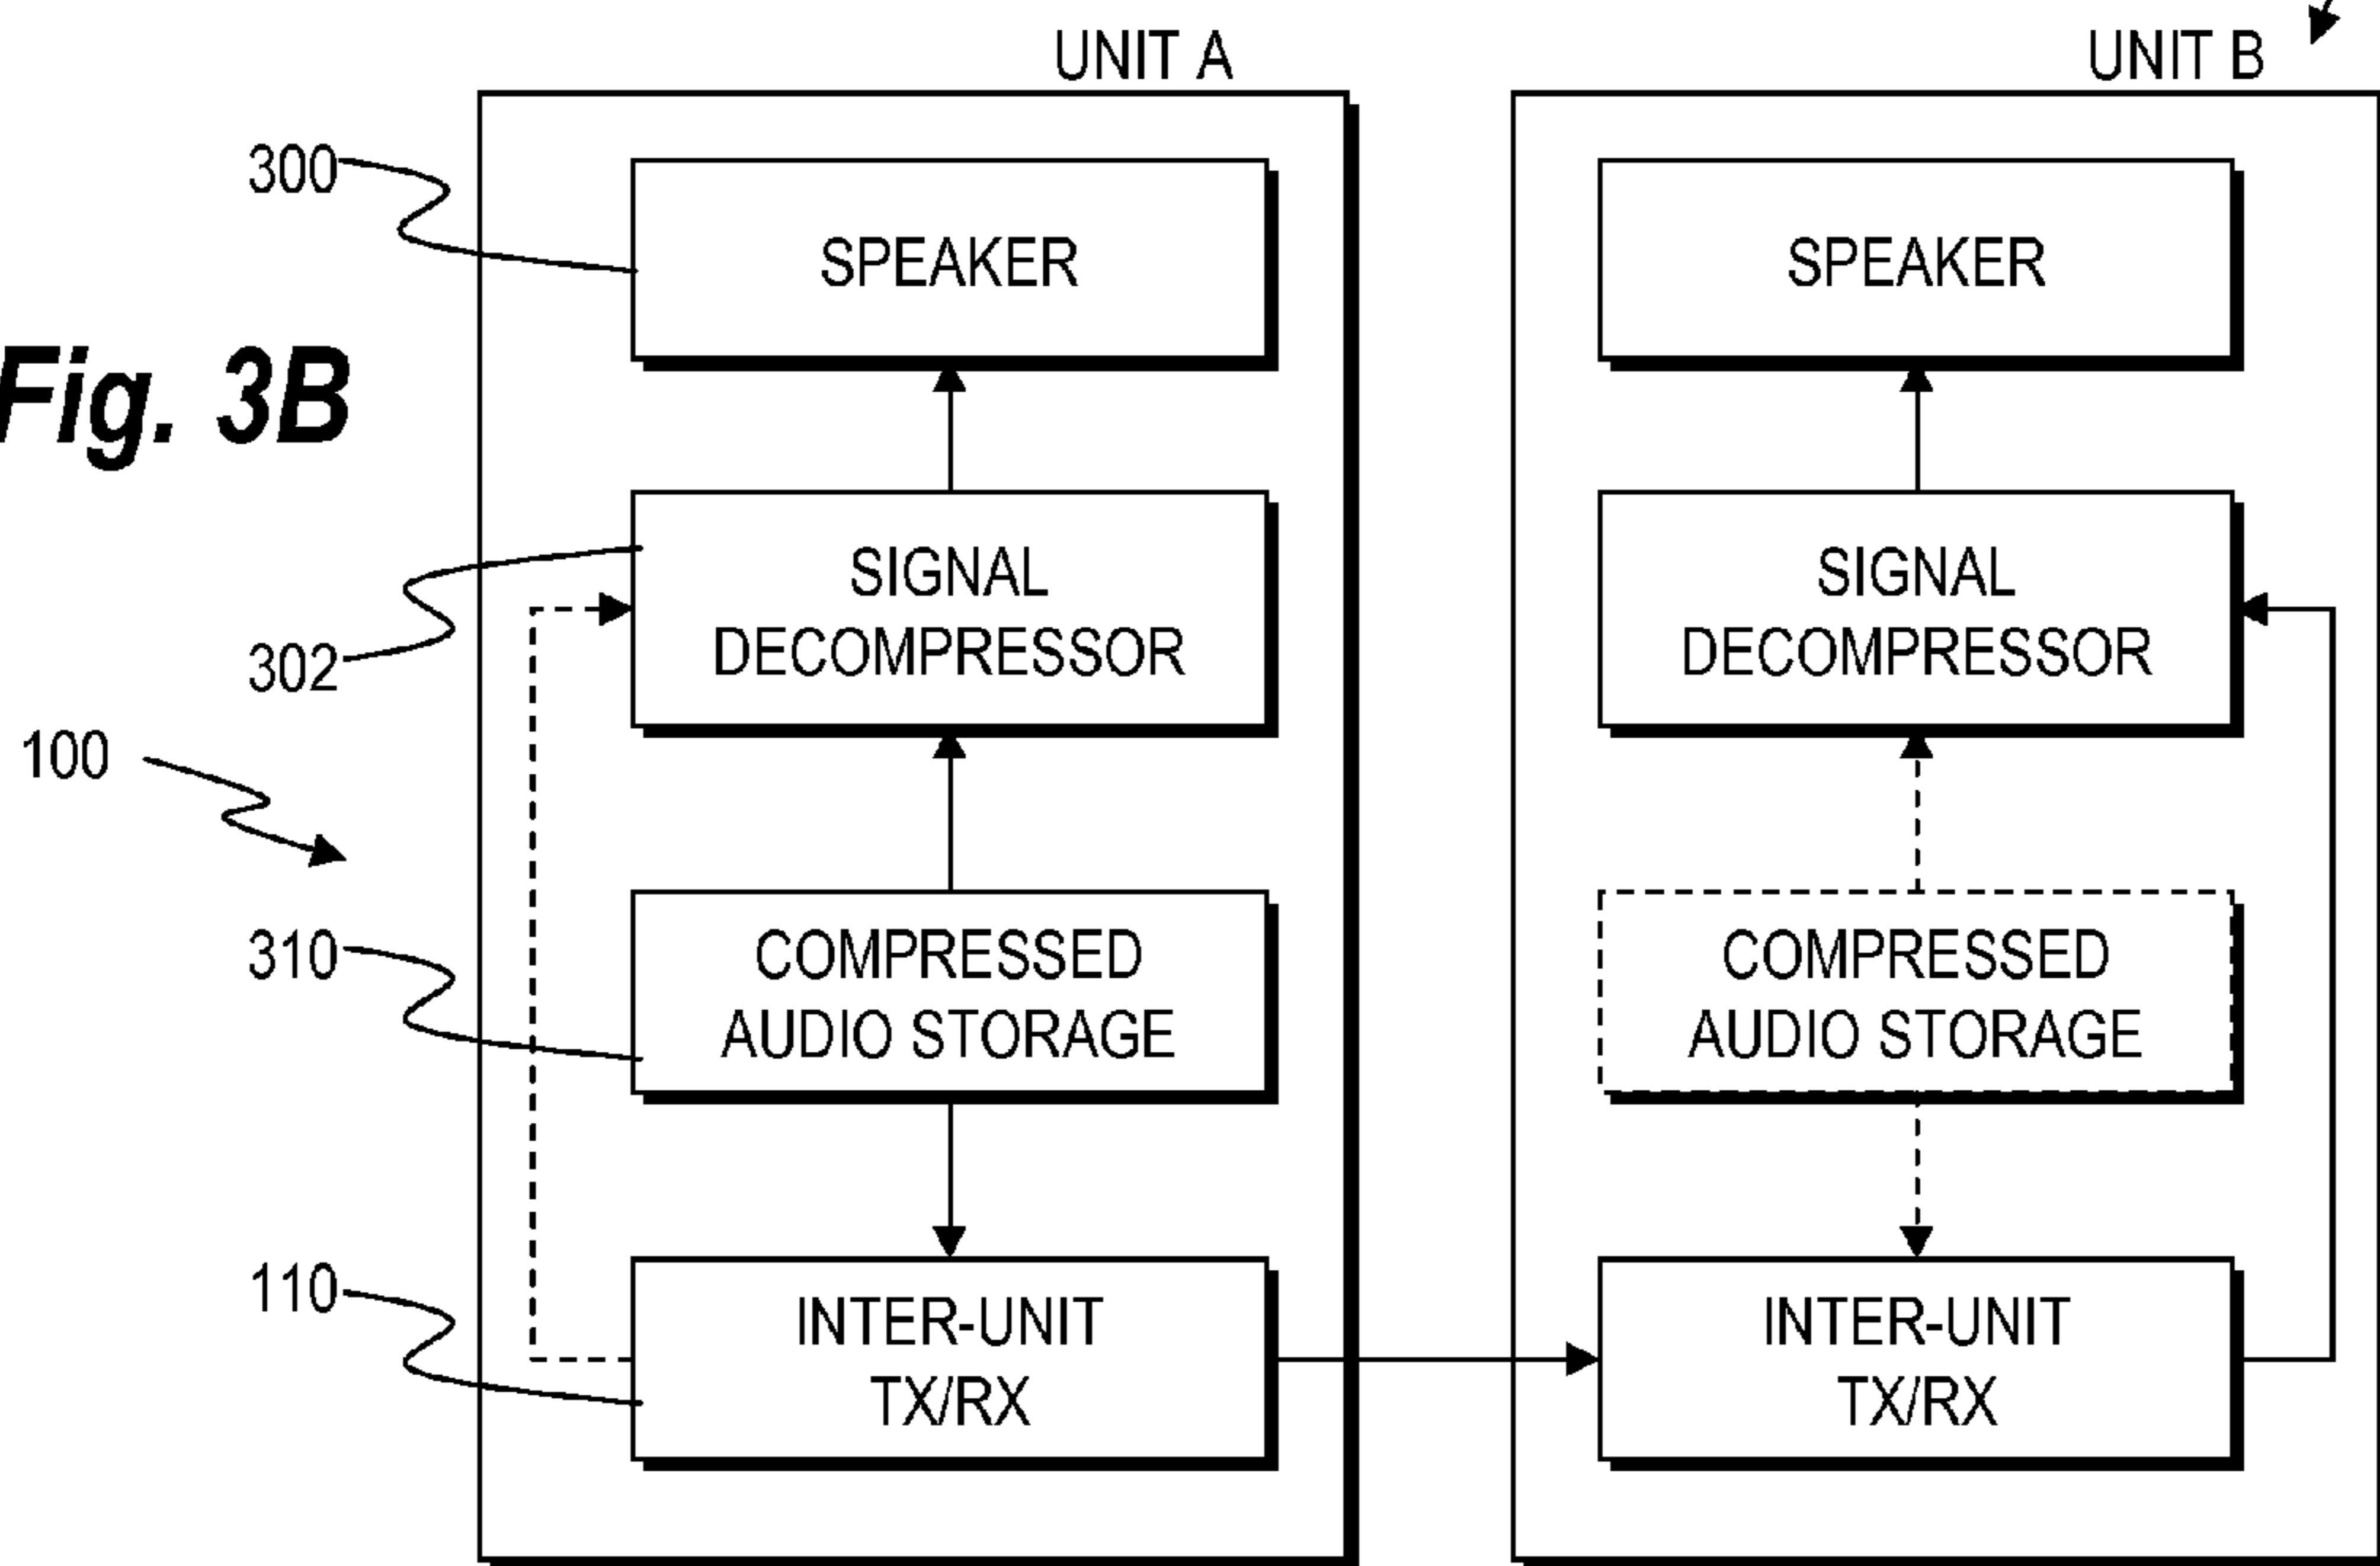 UNIT A
UNIT B
300
SPEAKER
SPEAKER
Fig. 3B
SIGNAL
DECOMPRESSOR
SIGNAL
DECOMPRESSOR
302
100
310
COMPRESSED
AUDIO STORAGE
COMPRESSED
AUDIO STORAGE
110
INTER-UNIT
TX/RX
INTER-UNIT
TX/RX